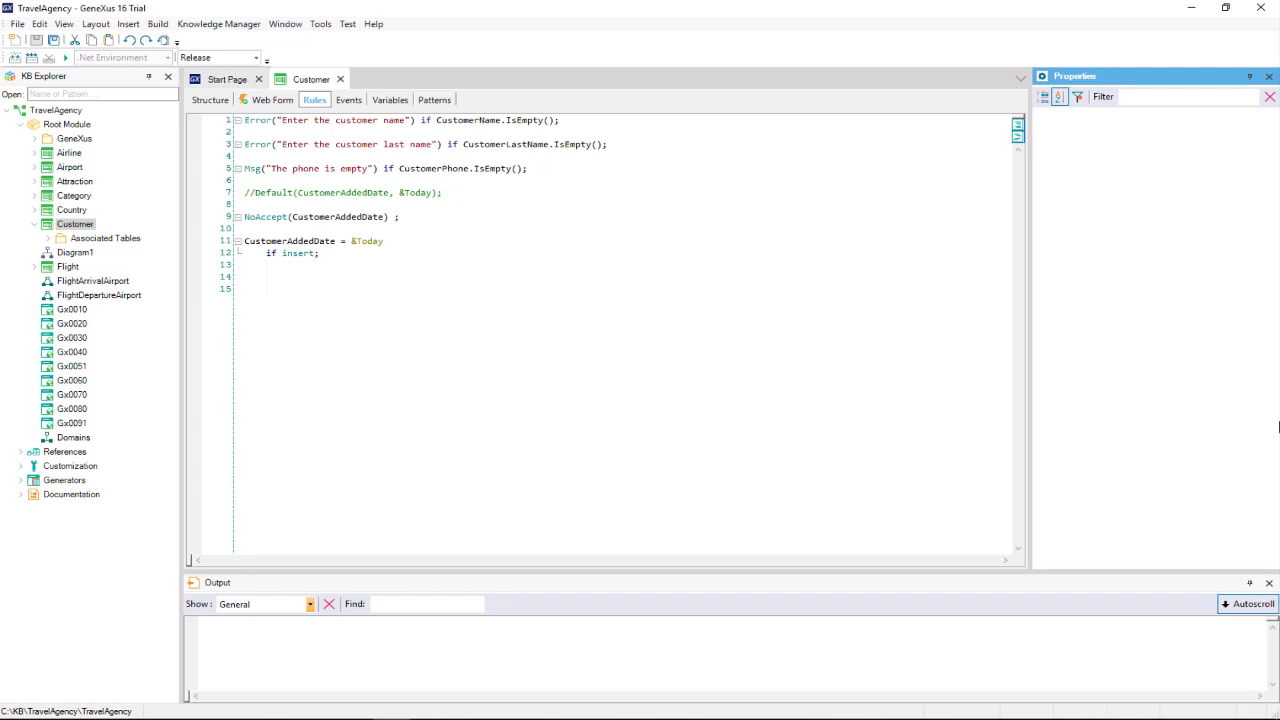 TravelAgency - GeneXus 16 Trial
File Edit View Layout Insert Build Knowledge Manager Window Tools Test Help
.Net Environment Release
KB Explorer
Open: Name or Pattern ...
TravelAgency
Root Module
GeneXus
Airline
Airport
Attraction
Category
Country
Customer
Associated Tables
Diagram1
Flight
FlightArrivalAirport
FlightDepartureAirport
Gx0010
Gx0020
Gx0030
Gx0040
Gx0051
Gx0060
Gx0070
Gx0080
Gx0091
Domains
References
Customization
Generators
Documentation
Start Page Customer
Structure Web Form Rules Events Variables Patterns
1 Error("Enter the customer name") if CustomerName.IsEmpty();
2
3 Error("Enter the customer last name") if CustomerLastName.IsEmpty();
4
5 Msg("The phone is empty") if CustomerPhone.IsEmpty();
6
7 //Default(CustomerAddedDate, &Today);
8
9 NoAccept(CustomerAddedDate) ;
10
11 CustomerAddedDate = &Today
12 if insert;
13
14
15
Properties
Filter
Output
Show : General Find: Autoscroll
C:\KB\TravelAgency\TravelAgency